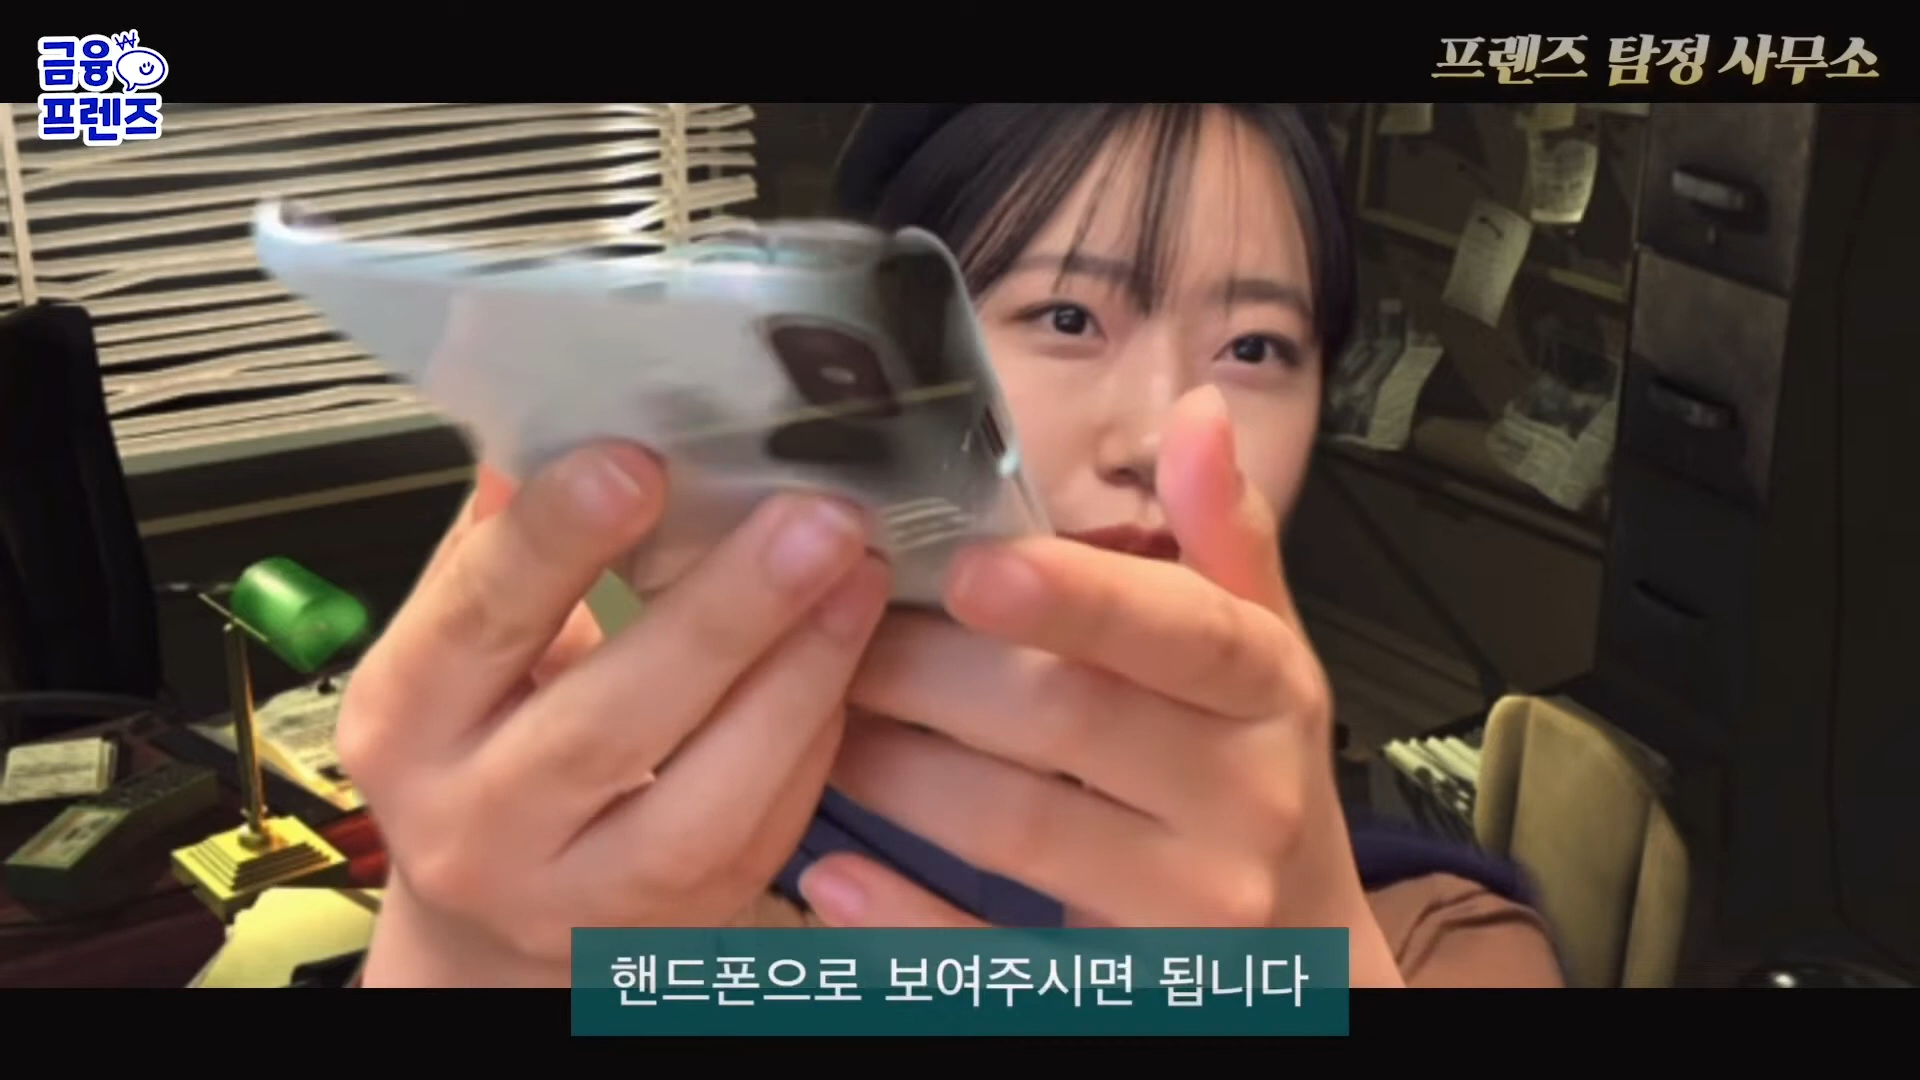 금융
프렌즈
프렌즈 탐정 사무소
핸드폰으로 보여주시면 됩니다